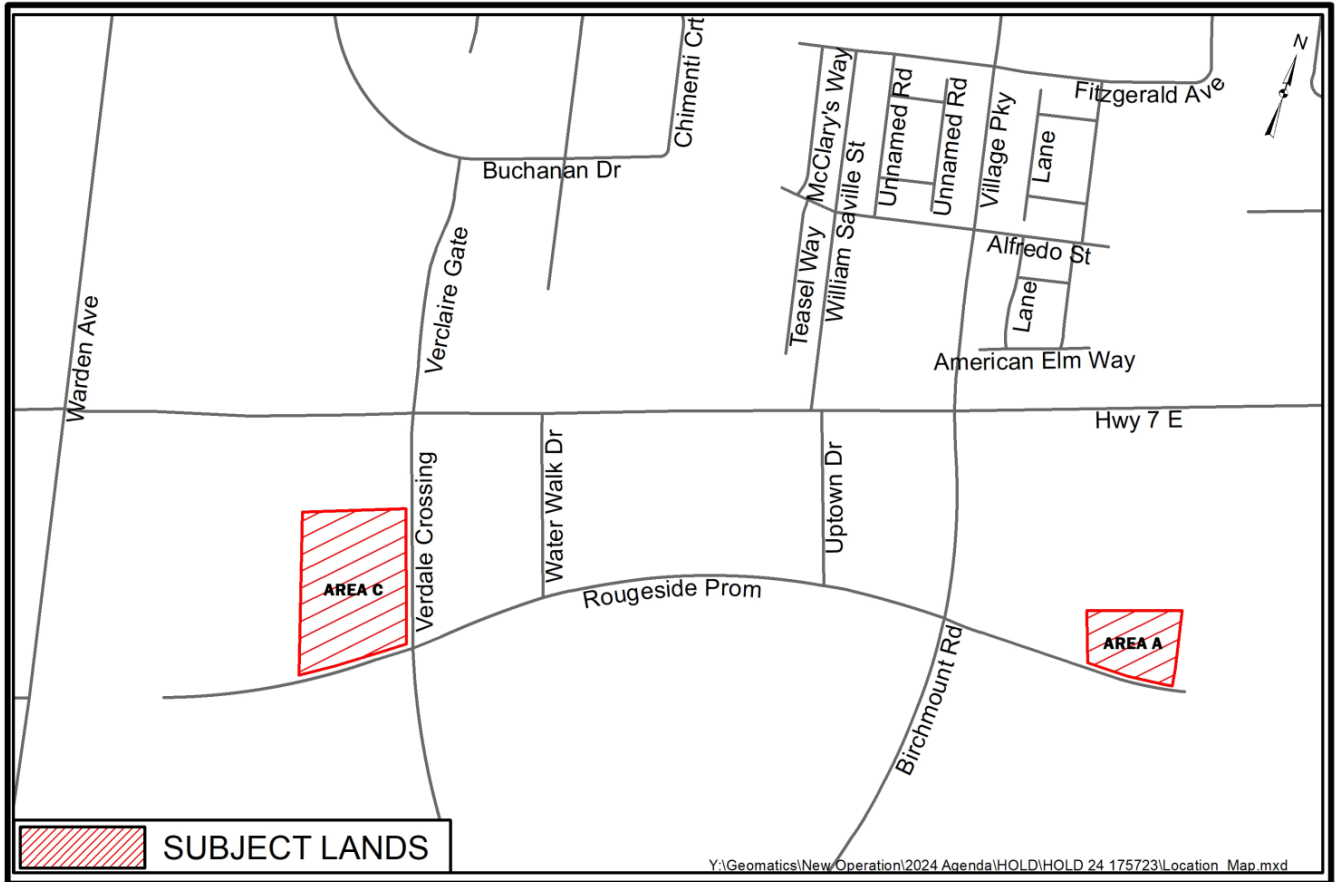 N
Chimenti Crt
McClary's Way
Fitzgerald Ave
Unnamed Rd
Unnamed Rd
Village Pky
Lane
Buchanan Dr
William Saville St
Teasel Way
Alfredo St
Verclaire Gate
Lane
Warden Ave
American Elm Way
Hwy 7 E
Verdale Crossing
Water Walk Dr
Uptown Dr
AREA C
Rougeside Prom
AREA A
Birchmount Rd
SUBJECT LANDS
Y:\Geomatics\New Operation\2024 Agenda\HOLD\HOLD 24 175723\Location_Map.mxd